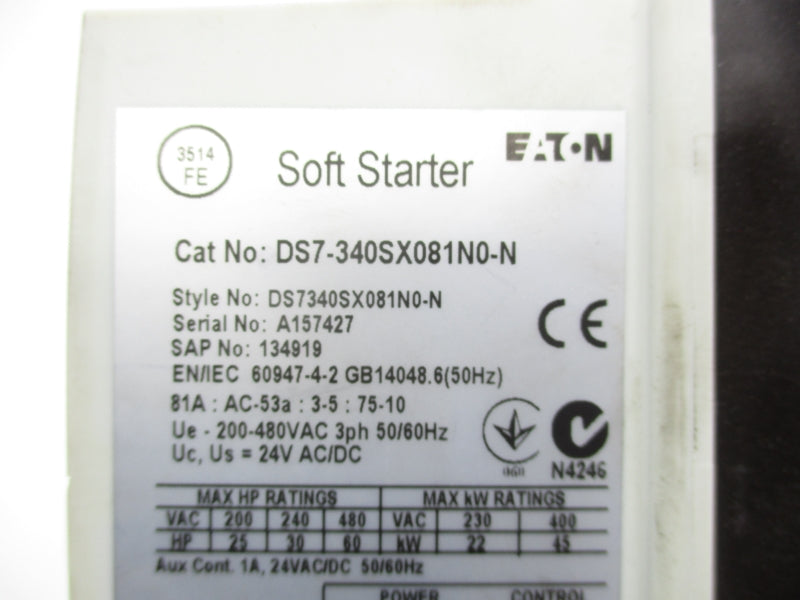 3514
FE
Soft Starter
EATON
Cat No: DS7-340SX081N0-N
Style No: DS7340SX081N0-N
Serial No: A157427
SAP No: 134919
EN/IEC 60947-4-2 GB14048.6(50Hz)
81A : AC-53a : 3-5 : 75-10
Ue - 200-480VAC 3ph 50/60Hz
Uc, Us = 24V AC/DC
CE
N4246
MAX HP RATINGS MAX kW RATINGS
VAC 200 240 480 VAC 230 400
HP 25 30 60 kW 22 45
Aux Cont. 1A, 24VAC/DC 50/60Hz
POWER CONTROL